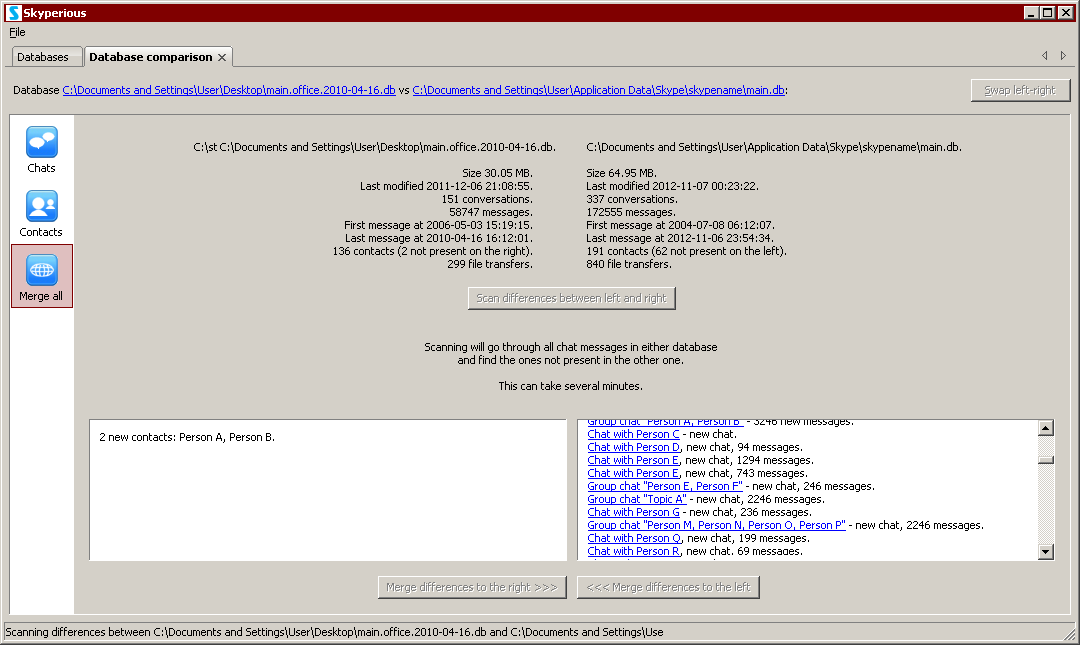 Skyperious
File
Databases
Database comparison
Database C:\Documents and Settings\User\Desktop\main.office.2010-04-16.db vs C:\Documents and Settings\User\Application Data\Skype\skypename\main.db:
Swap left-right
Chats
Contacts
Merge all
C:\st C:\Documents and Settings\User\Desktop\main.office.2010-04-16.db.
Size 30.05 MB.
Last modified 2011-12-06 21:08:55.
151 conversations.
58747 messages.
First message at 2006-05-03 15:19:15.
Last message at 2010-04-16 16:12:01.
136 contacts (2 not present on the right).
299 file transfers.
C:\Documents and Settings\User\Application Data\Skype\skypename\main.db.
Size 64.95 MB.
Last modified 2012-11-07 00:23:22.
337 conversations.
172555 messages.
First message at 2004-07-08 06:12:07.
Last message at 2012-11-06 23:54:34.
191 contacts (62 not present on the left).
840 file transfers.
Scan differences between left and right
Scanning will go through all chat messages in either database
and find the ones not present in the other one.
This can take several minutes.
2 new contacts: Person A, Person B.
Group chat "Person A, Person B" - 3246 new messages.
Chat with Person C - new chat.
Chat with Person D, new chat, 94 messages.
Chat with Person E, new chat, 1294 messages.
Chat with Person E, new chat, 743 messages.
Group chat "Person E, Person F" - new chat, 246 messages.
Group chat "Topic A" - new chat, 2246 messages.
Chat with Person G - new chat, 236 messages.
Group chat "Person M, Person N, Person O, Person P" - new chat, 2246 messages.
Chat with Person Q, new chat, 199 messages.
Chat with Person R, new chat. 69 messages.
Merge differences to the right >>>
<<< Merge differences to the left
Scanning differences between C:\Documents and Settings\User\Desktop\main.office.2010-04-16.db and C:\Documents and Settings\Use